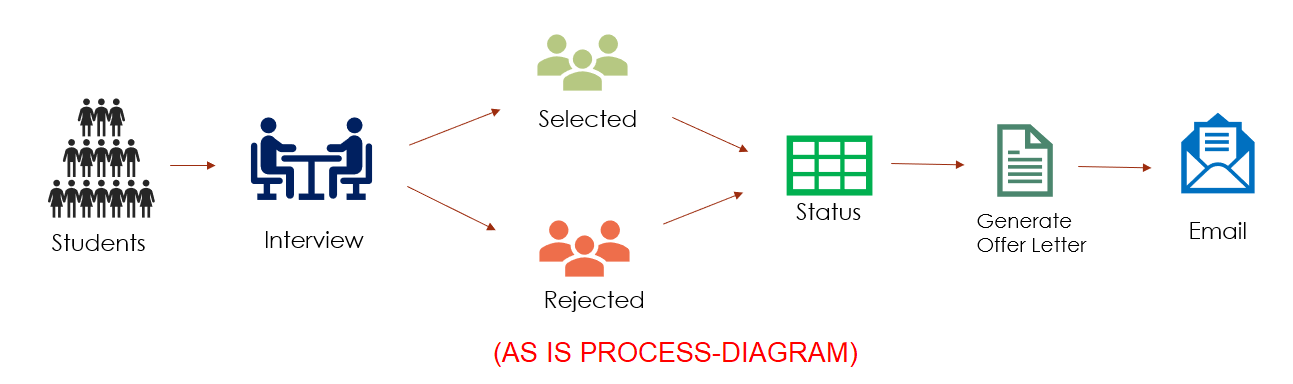 Students
Interview
Selected
Rejected
Status
Generate
Offer Letter
Email
(AS IS PROCESS-DIAGRAM)